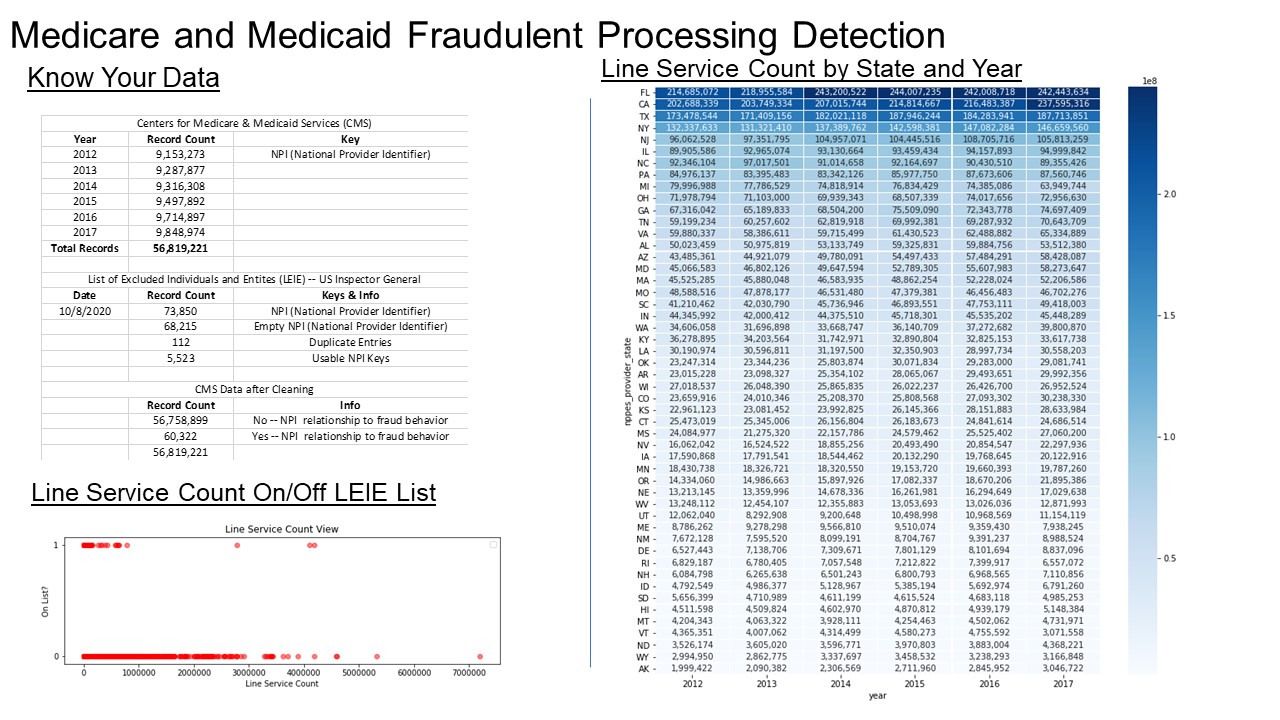 Medicare and Medicaid Fraudulent Processing Detection
Know Your Data
Centers for Medicare & Medicaid Services (CMS)
Year Record Count Key
2012 9,153,273 NPI (National Provider Identifier)
2013 9,287,877
2014 9,316,308
2015 9,497,892
2016 9,714,897
2017 9,848,974
Total Records 56,819,221
List of Excluded Individuals and Entites (LEIE) -- US Inspector General
Date Record Count Keys & Info
10/8/2020 73,850 NPI (National Provider Identifier)
68,215 Empty NPI (National Provider Identifier)
112 Duplicate Entries
5,523 Usable NPI Keys
CMS Data after Cleaning
Record Count Info
56,758,899 No -- NPI relationship to fraud behavior
60,322 Yes -- NPI relationship to fraud behavior
56,819,221
Line Service Count On/Off LEIE List
Line Service Count View
On List?
1
0
0 1000000 2000000 3000000 4000000 5000000 6000000 7000000
Line Service Count
Line Service Count by State and Year
FL 214,685,072 218,955,584 243,200,522 244,007,235 242,008,718 242,443,634
CA 202,688,339 203,749,334 207,015,744 214,814,667 216,483,387 237,595,316
TX 173,478,544 171,409,156 182,021,118 187,946,244 184,283,941 187,713,851
NY 132,337,633 131,321,410 137,389,762 142,598,381 147,082,284 146,659,560
NJ 96,062,528 97,351,795 104,957,071 104,445,516 108,705,716 105,813,259
IL 89,905,586 92,965,074 93,130,664 93,459,434 94,157,893 94,999,842
NC 92,346,104 97,017,501 91,014,658 92,164,697 90,430,510 89,355,426
PA 84,976,137 83,395,483 83,342,126 85,977,750 87,673,606 87,560,746
MI 79,996,988 77,786,529 74,818,914 76,834,429 74,385,086 63,949,744
OH 71,978,794 71,103,000 69,939,343 68,507,339 74,017,656 72,956,630
GA 67,316,042 65,189,833 68,504,200 75,509,090 72,343,778 74,697,409
TN 59,199,234 60,257,602 62,819,918 69,992,381 69,287,932 70,643,709
VA 59,880,337 58,386,611 59,715,499 61,430,523 62,488,882 65,334,889
AL 50,023,459 50,975,819 53,133,749 59,325,831 59,884,756 53,512,380
AZ 43,485,361 44,921,079 49,780,091 54,497,433 57,484,291 58,428,087
MD 45,066,583 46,802,126 49,647,594 52,789,305 55,607,983 58,273,647
MA 45,525,285 45,880,048 46,583,935 48,862,254 52,228,024 52,206,586
MO 48,588,516 47,878,177 46,531,480 47,379,381 46,456,483 46,702,276
SC 41,210,462 42,030,790 45,736,946 46,893,551 47,753,111 49,418,003
IN 44,345,992 42,000,412 44,375,510 45,718,301 45,535,202 45,448,289
WA 34,606,058 31,696,898 33,668,747 36,140,709 37,272,682 39,800,870
KY 36,278,895 34,203,564 31,742,971 32,890,804 32,825,153 33,617,738
LA 30,190,974 30,596,811 31,197,500 32,350,903 28,997,734 30,558,203
OK 23,247,314 23,344,236 25,803,874 30,071,834 29,283,000 29,081,741
AR 23,015,228 23,098,327 25,354,102 28,065,067 29,493,651 29,992,356
WI 27,018,537 26,048,390 25,865,835 26,022,237 26,426,700 26,952,524
CO 23,659,916 24,010,346 25,208,370 25,808,568 27,093,302 30,238,330
KS 22,961,123 23,081,452 23,992,825 26,145,366 28,151,883 28,633,984
CT 25,473,019 25,345,006 26,156,804 26,183,673 24,841,614 24,686,514
MS 24,084,977 21,275,320 22,157,786 24,579,462 25,525,402 27,060,200
NV 16,062,042 16,524,522 18,855,256 20,493,490 20,854,547 22,297,936
IA 17,590,868 17,791,541 18,544,462 20,132,290 19,768,645 20,122,916
MN 18,430,738 18,326,721 18,320,550 19,153,720 19,660,393 19,787,260
OR 14,334,060 14,986,663 15,897,926 17,082,337 18,670,206 21,895,386
NE 13,213,145 13,359,996 14,678,336 16,261,981 16,294,649 17,029,638
WV 13,248,112 12,454,107 12,355,883 13,053,693 13,026,036 12,871,993
UT 12,062,040 8,292,908 9,200,648 10,498,998 10,968,569 11,154,119
ME 8,786,262 9,278,298 9,566,810 9,510,074 9,359,430 7,938,245
NM 7,672,128 7,595,520 8,099,191 8,704,767 9,391,237 8,988,524
DE 6,527,443 7,138,706 7,309,671 7,801,129 8,101,694 8,837,096
RI 6,829,187 6,780,405 7,057,548 7,212,822 7,399,917 6,557,072
NH 6,084,798 6,265,638 6,501,243 6,800,793 6,968,565 7,110,856
ID 4,792,549 4,986,377 5,128,967 5,385,194 5,692,974 6,791,260
SD 5,656,399 4,710,989 4,611,199 4,615,524 4,683,118 4,985,253
HI 4,511,598 4,509,824 4,602,970 4,870,812 4,939,179 5,148,384
MT 4,204,343 4,063,322 3,928,111 4,254,463 4,502,062 4,731,971
VT 4,365,351 4,007,062 4,314,499 4,580,273 4,755,592 3,071,558
ND 3,526,174 3,605,020 3,596,771 3,970,803 3,883,004 4,368,221
WY 2,994,950 2,862,775 3,337,697 3,458,532 3,238,293 3,166,848
AK 1,999,422 2,090,382 2,306,569 2,711,960 2,845,952 3,046,722
2012 2013 2014 2015 2016 2017
year
nppes_provider_state
1e8
2.0
1.5
1.0
0.5